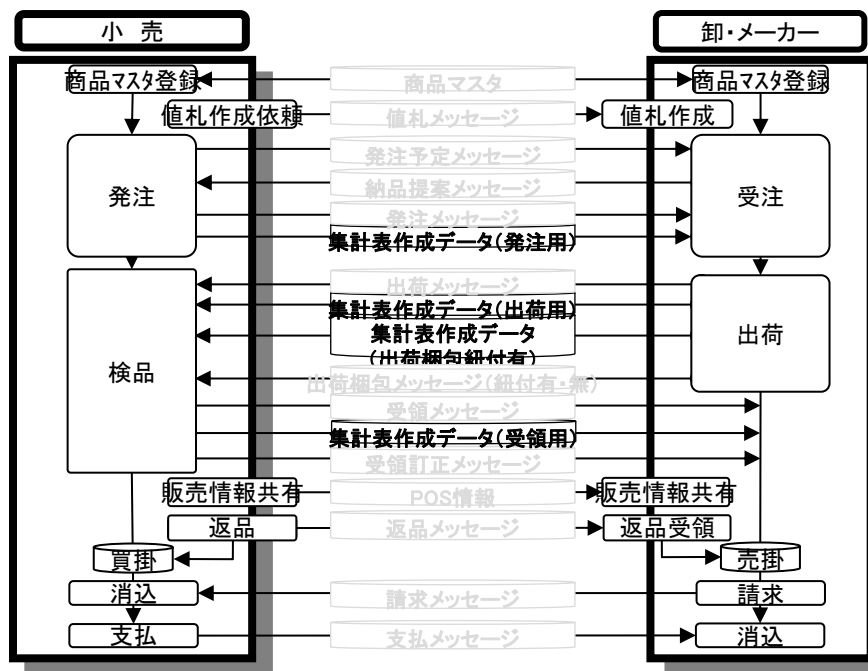 小 売
卸・メーカー
商品マスタ登録
商品マスタ
商品マスタ登録
値札作成依頼
値札メッセージ
値札作成
発注予定メッセージ
発注
納品提案メッセージ
受注
発注メッセージ
集計表作成データ(発注用)
出荷メッセージ
集計表作成データ(出荷用)
集計表作成データ
(出荷梱包紐付有)
出荷
検品
出荷梱包メッセージ(紐付有・無)
受領メッセージ
集計表作成データ(受領用)
受領訂正メッセージ
販売情報共有
POS情報
販売情報共有
返品
返品メッセージ
返品受領
買掛
売掛
消込
請求メッセージ
請求
支払
支払メッセージ
消込